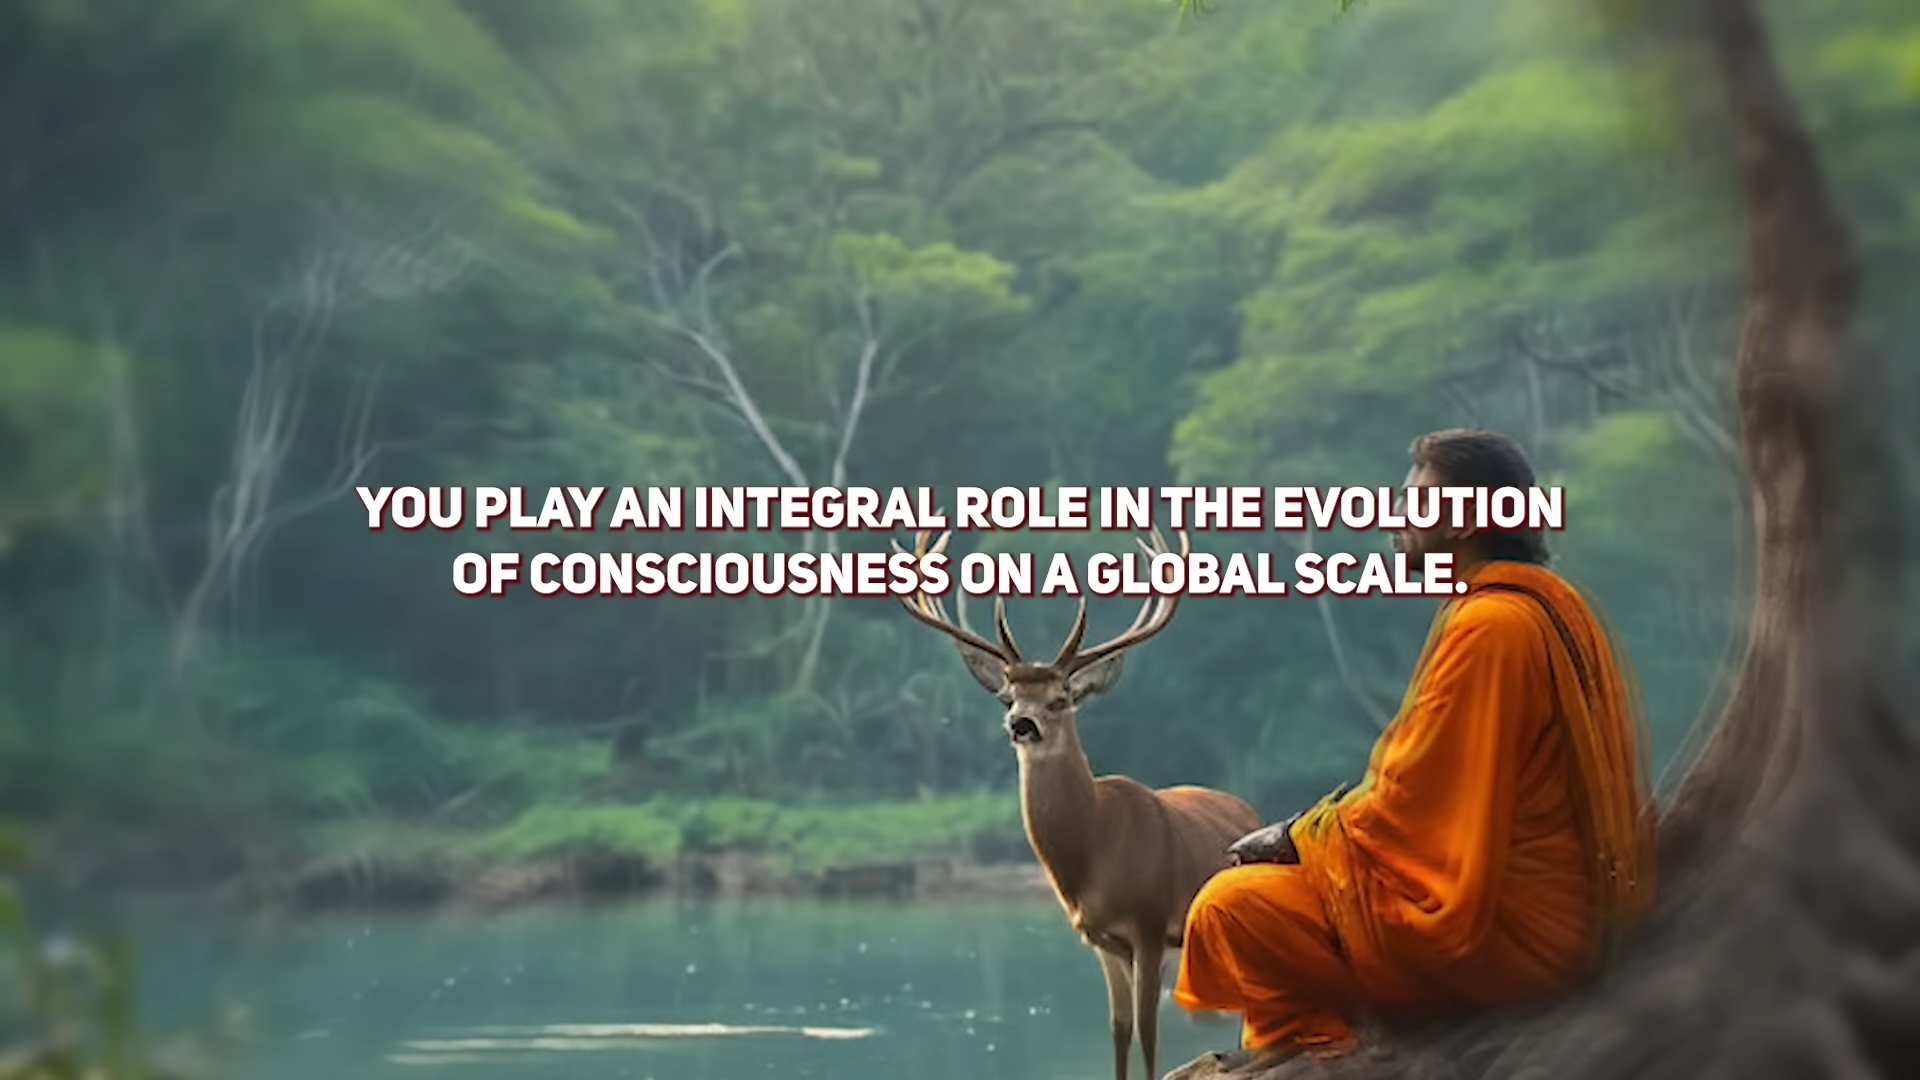 YOU PLAY AN INTEGRAL ROLE IN THE EVOLUTION
OF CONSCIOUSNESS ON A GLOBAL SCALE.